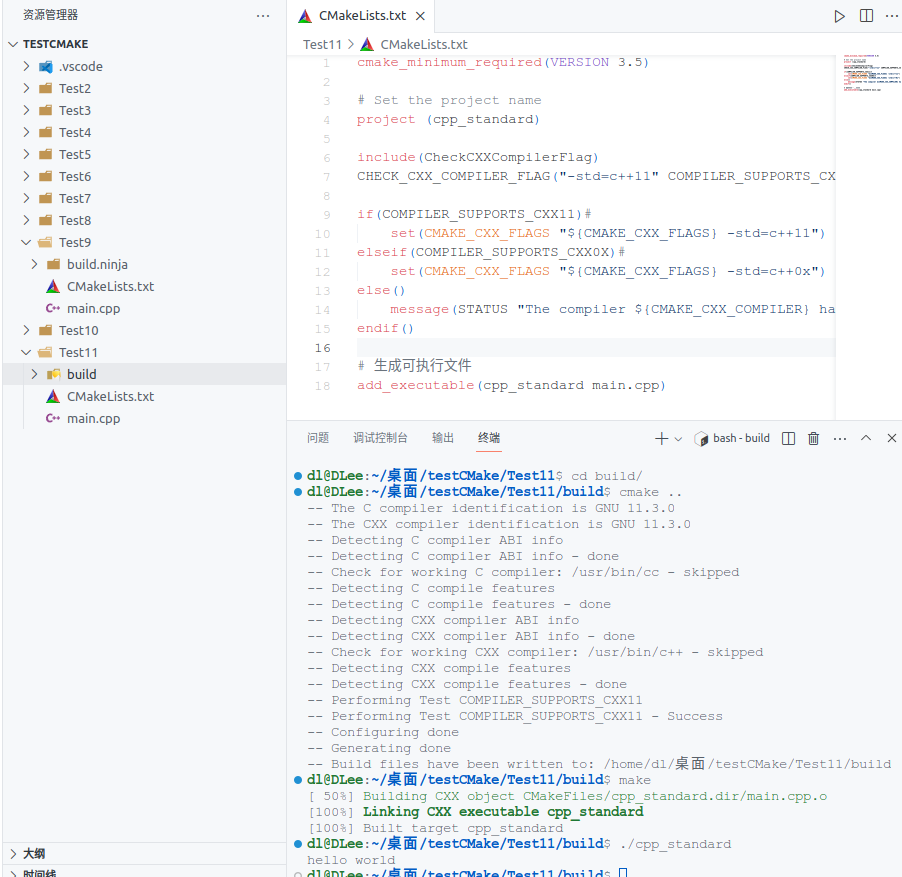 资源管理器
TESTCMAKE
.vscode
Test2
Test3
Test4
Test5
Test6
Test7
Test8
Test9
build.ninja
CMakeLists.txt
main.cpp
Test10
Test11
build
CMakeLists.txt
main.cpp
大纲
时间线
CMakeLists.txt
Test11 > CMakeLists.txt
1 cmake_minimum_required(VERSION 3.5)
2
3 # Set the project name
4 project (cpp_standard)
5
6 include(CheckCXXCompilerFlag)
7 CHECK_CXX_COMPILER_FLAG("-std=c++11" COMPILER_SUPPORTS_CX
8
9 if(COMPILER_SUPPORTS_CXX11)#
10 set(CMAKE_CXX_FLAGS "${CMAKE_CXX_FLAGS} -std=c++11")
11 elseif(COMPILER_SUPPORTS_CXX0X)#
12 set(CMAKE_CXX_FLAGS "${CMAKE_CXX_FLAGS} -std=c++0x")
13 else()
14 message(STATUS "The compiler ${CMAKE_CXX_COMPILER} ha
15 endif()
16
17 # 生成可执行文件
18 add_executable(cpp_standard main.cpp)
问题 调试控制台 输出 终端 bash - build
dl@DLee:~/桌面/testCMake/Test11$ cd build/
dl@DLee:~/桌面/testCMake/Test11/build$ cmake ..
-- The C compiler identification is GNU 11.3.0
-- The CXX compiler identification is GNU 11.3.0
-- Detecting C compiler ABI info
-- Detecting C compiler ABI info - done
-- Check for working C compiler: /usr/bin/cc - skipped
-- Detecting C compile features
-- Detecting C compile features - done
-- Detecting CXX compiler ABI info
-- Detecting CXX compiler ABI info - done
-- Check for working CXX compiler: /usr/bin/c++ - skipped
-- Detecting CXX compile features
-- Detecting CXX compile features - done
-- Performing Test COMPILER_SUPPORTS_CXX11
-- Performing Test COMPILER_SUPPORTS_CXX11 - Success
-- Configuring done
-- Generating done
-- Build files have been written to: /home/dl/桌面/testCMake/Test11/build
dl@DLee:~/桌面/testCMake/Test11/build$ make
[ 50%] Building CXX object CMakeFiles/cpp_standard.dir/main.cpp.o
[100%] Linking CXX executable cpp_standard
[100%] Built target cpp_standard
dl@DLee:~/桌面/testCMake/Test11/build$ ./cpp_standard
hello world
dl@DLee:~/桌面/testCMake/Test11/build$